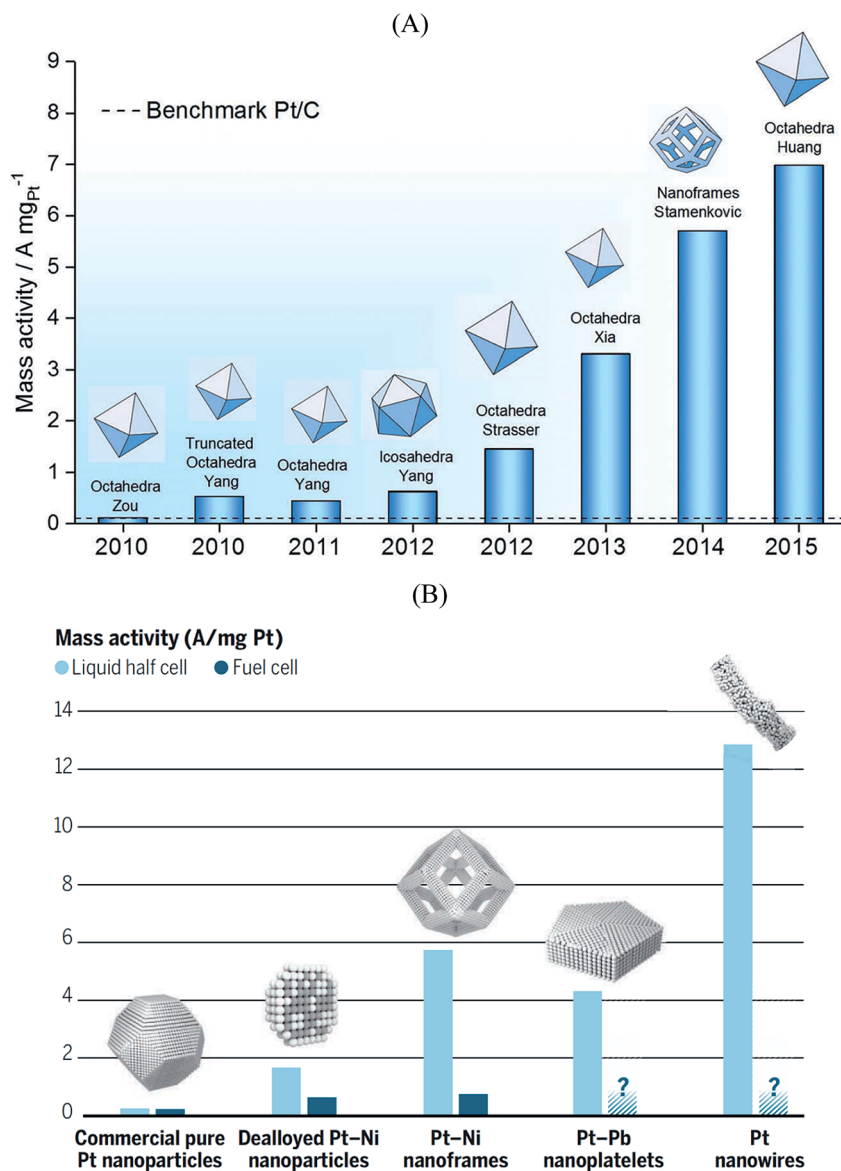 (A)
9
8
7
6
5
4
3
2
1
0
Mass activity / A mgPt-1
--- Benchmark Pt/C
Octahedra
Zou
Truncated
Octahedra
Yang
Octahedra
Yang
Icosahedra
Yang
Octahedra
Strasser
Octahedra
Xia
Nanoframes
Stamenkovic
Octahedra
Huang
2010 2010 2011 2012 2012 2013 2014 2015
(B)
Mass activity (A/mg Pt)
Liquid half cell Fuel cell
14
12
10
8
6
4
2
0
?
?
Commercial pure
Pt nanoparticles
Dealloyed Pt–Ni
nanoparticles
Pt–Ni
nanoframes
Pt–Pb
nanoplatelets
Pt
nanowires